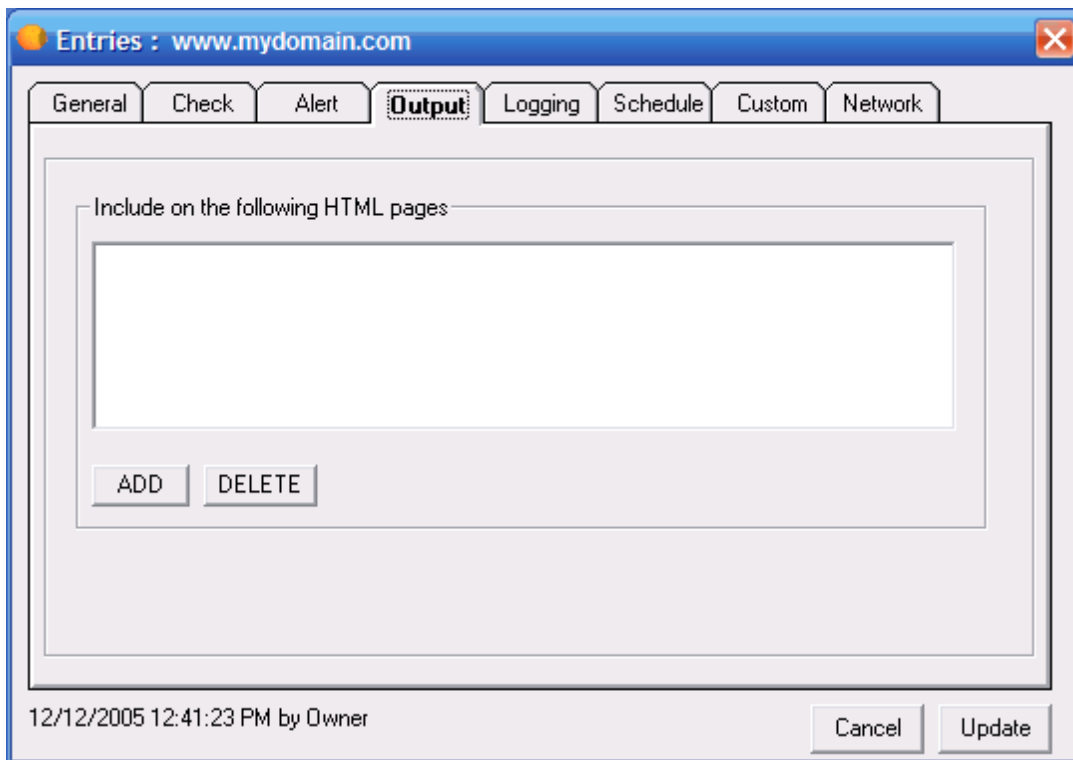 Entries : www.mydomain.com
General Check Alert Output Logging Schedule Custom Network
Include on the following HTML pages
ADD DELETE
12/12/2005 12:41:23 PM by Owner
Cancel Update